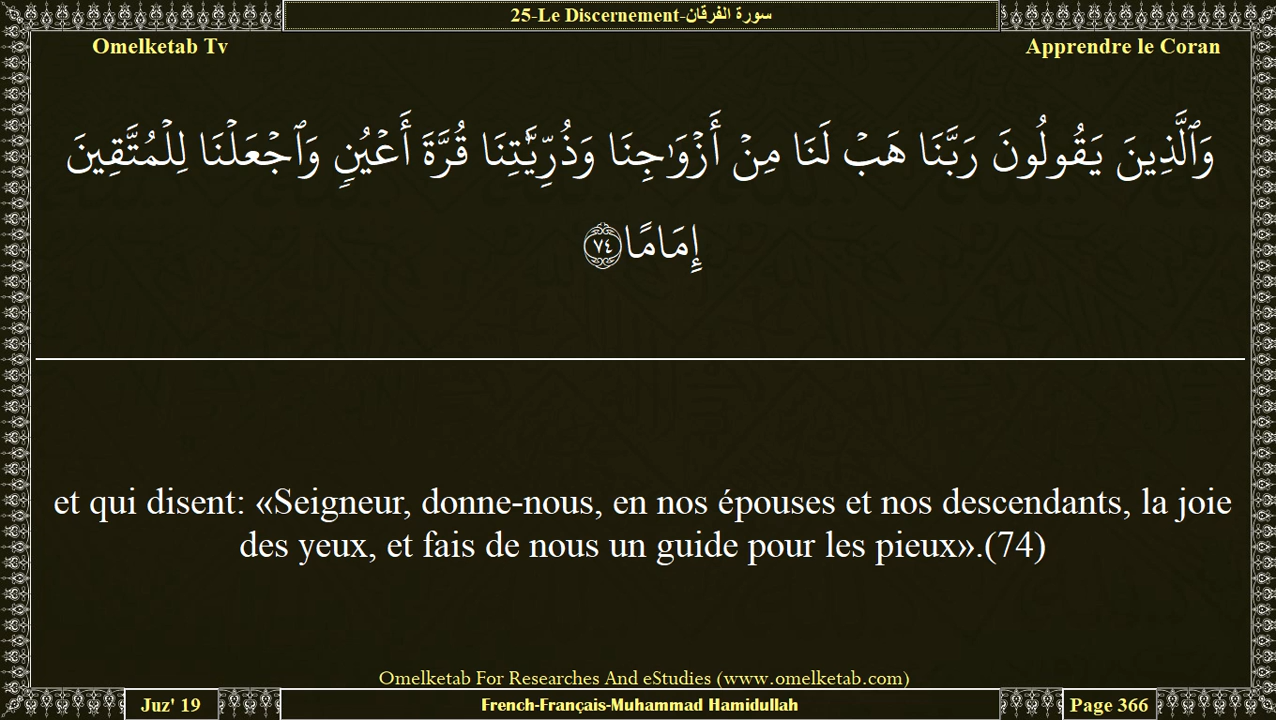 25-Le Discernement-سورة الفرقان
Omelketab Tv
Apprendre le Coran
وَٱلَّذِينَ يَقُولُونَ رَبَّنَا هَبْ لَنَا مِنْ أَزْوَٰجِنَا وَذُرِّيَّـٰتِنَا قُرَّةَ أَعْيُنٍ وَٱجْعَلْنَا لِلْمُتَّقِينَ
إِمَامًا ٧٤
et qui disent: «Seigneur, donne-nous, en nos épouses et nos descendants, la joie
des yeux, et fais de nous un guide pour les pieux».(74)
Omelketab For Researches And eStudies (www.omelketab.com)
Juz' 19
French-Français-Muhammad Hamidullah
Page 366